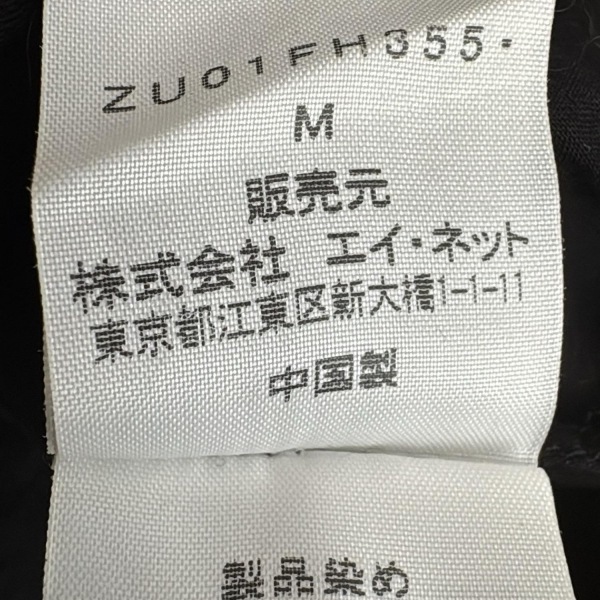 ZU01FH355-
M
販売元
株式会社 エイ・ネット
東京都江東区新大橋1-1-11
中国製
製品染め